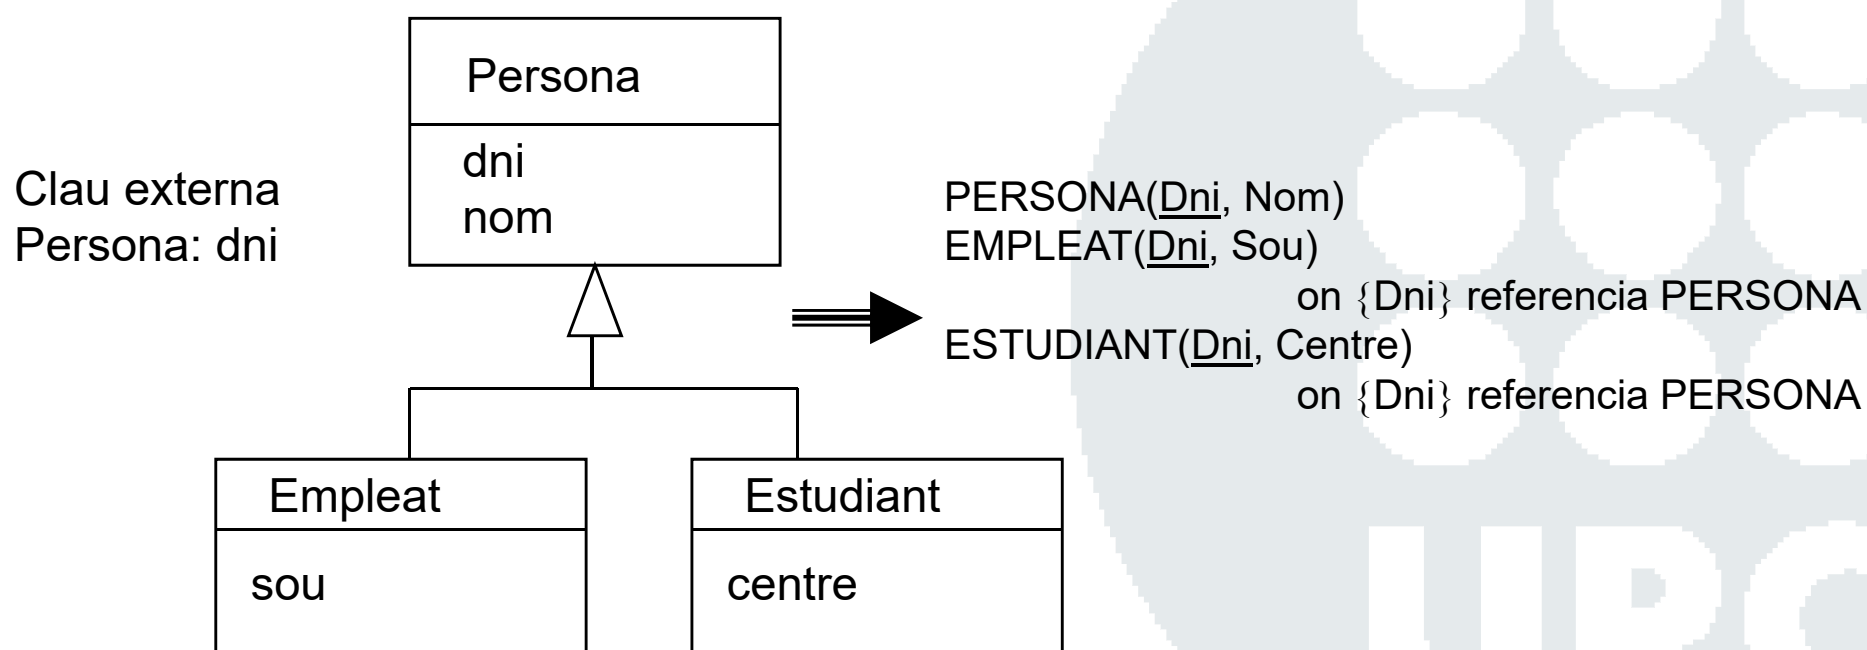 Persona
dni
nom
Clau externa
Persona: dni
PERSONA(Dni, Nom)
EMPLEAT(Dni, Sou)
on {Dni} referencia PERSONA
ESTUDIANT(Dni, Centre)
on {Dni} referencia PERSONA
Empleat
sou
Estudiant
centre
UPC